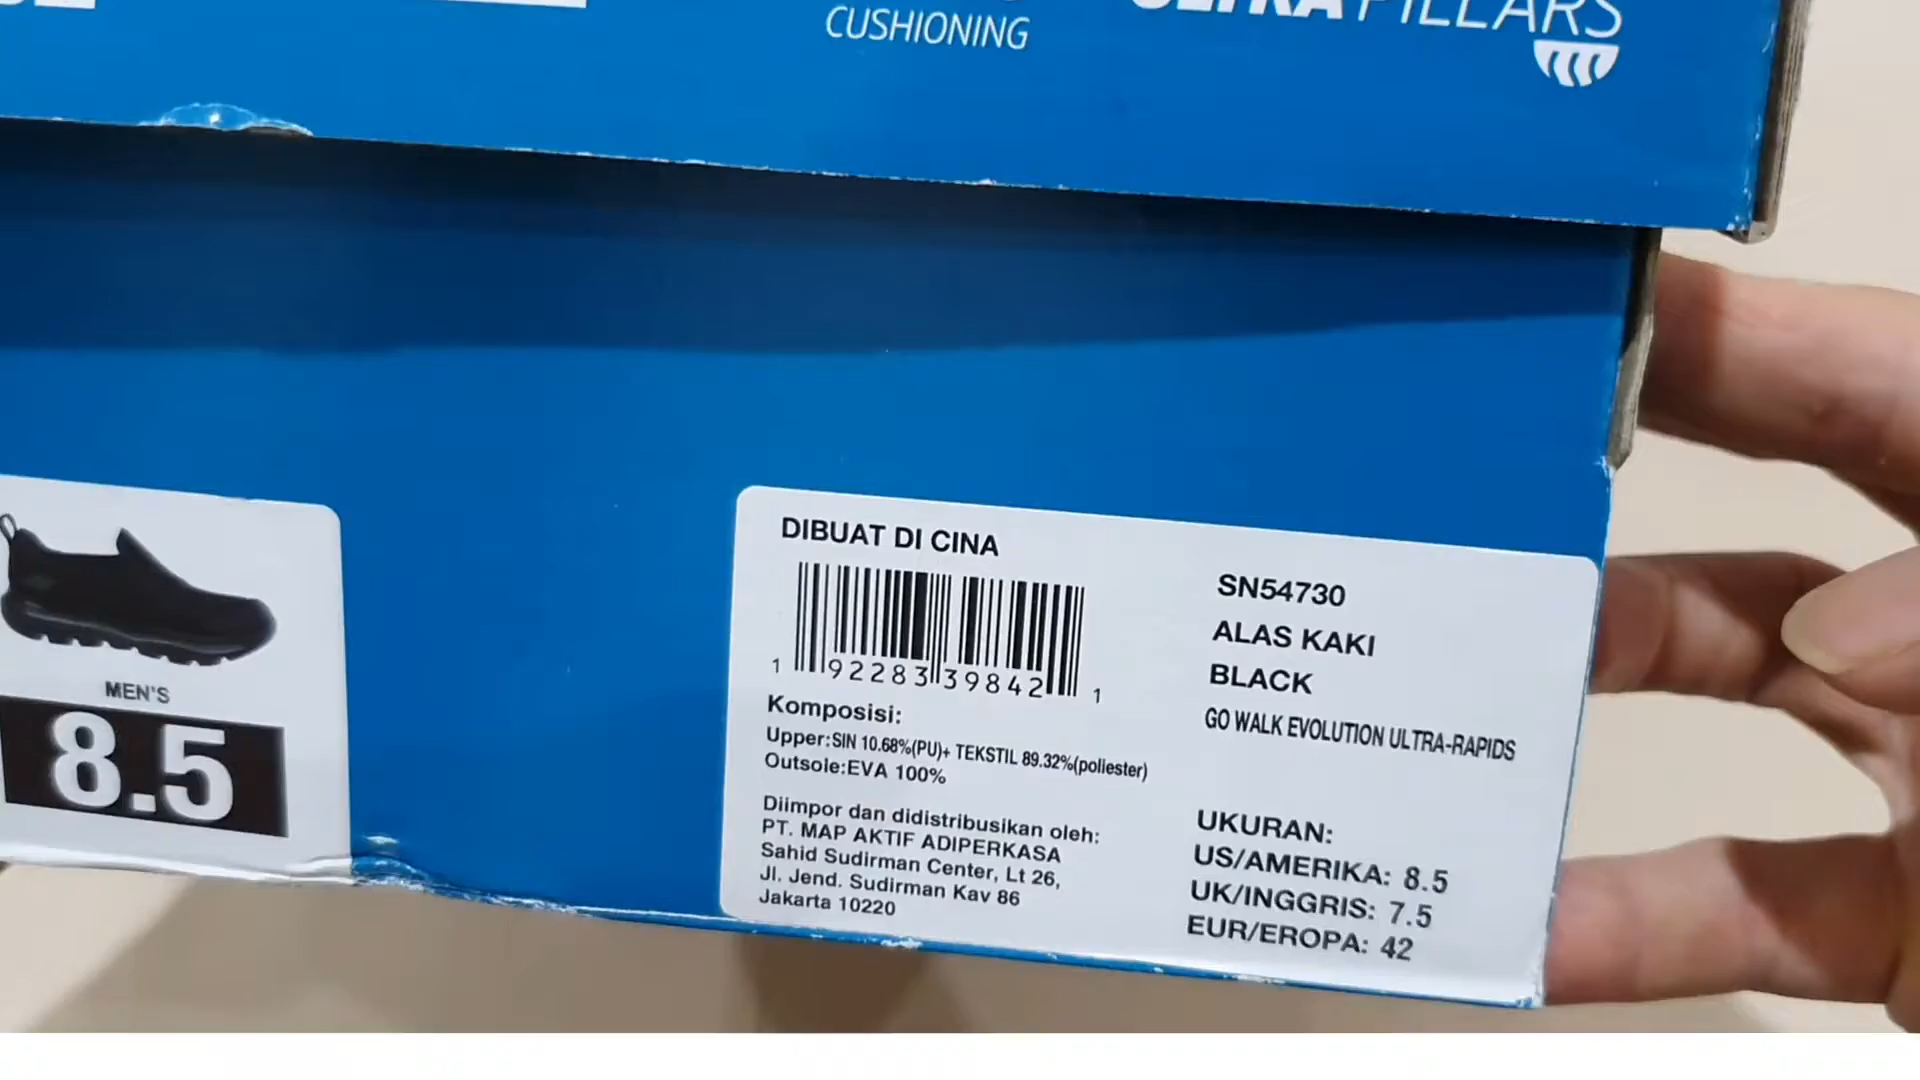 CUSHIONING
ULTRA PILLARS
MEN'S
8.5
DIBUAT DI CINA
1 92283 39842 1
Komposisi:
Upper:SIN 10.68%(PU)+ TEKSTIL 89.32%(poliester)
Outsole:EVA 100%
Diimpor dan didistribusikan oleh:
PT. MAP AKTIF ADIPERKASA
Sahid Sudirman Center, Lt 26,
Jl. Jend. Sudirman Kav 86
Jakarta 10220
SN54730
ALAS KAKI
BLACK
GO WALK EVOLUTION ULTRA-RAPIDS
UKURAN:
US/AMERIKA: 8.5
UK/INGGRIS: 7.5
EUR/EROPA: 42